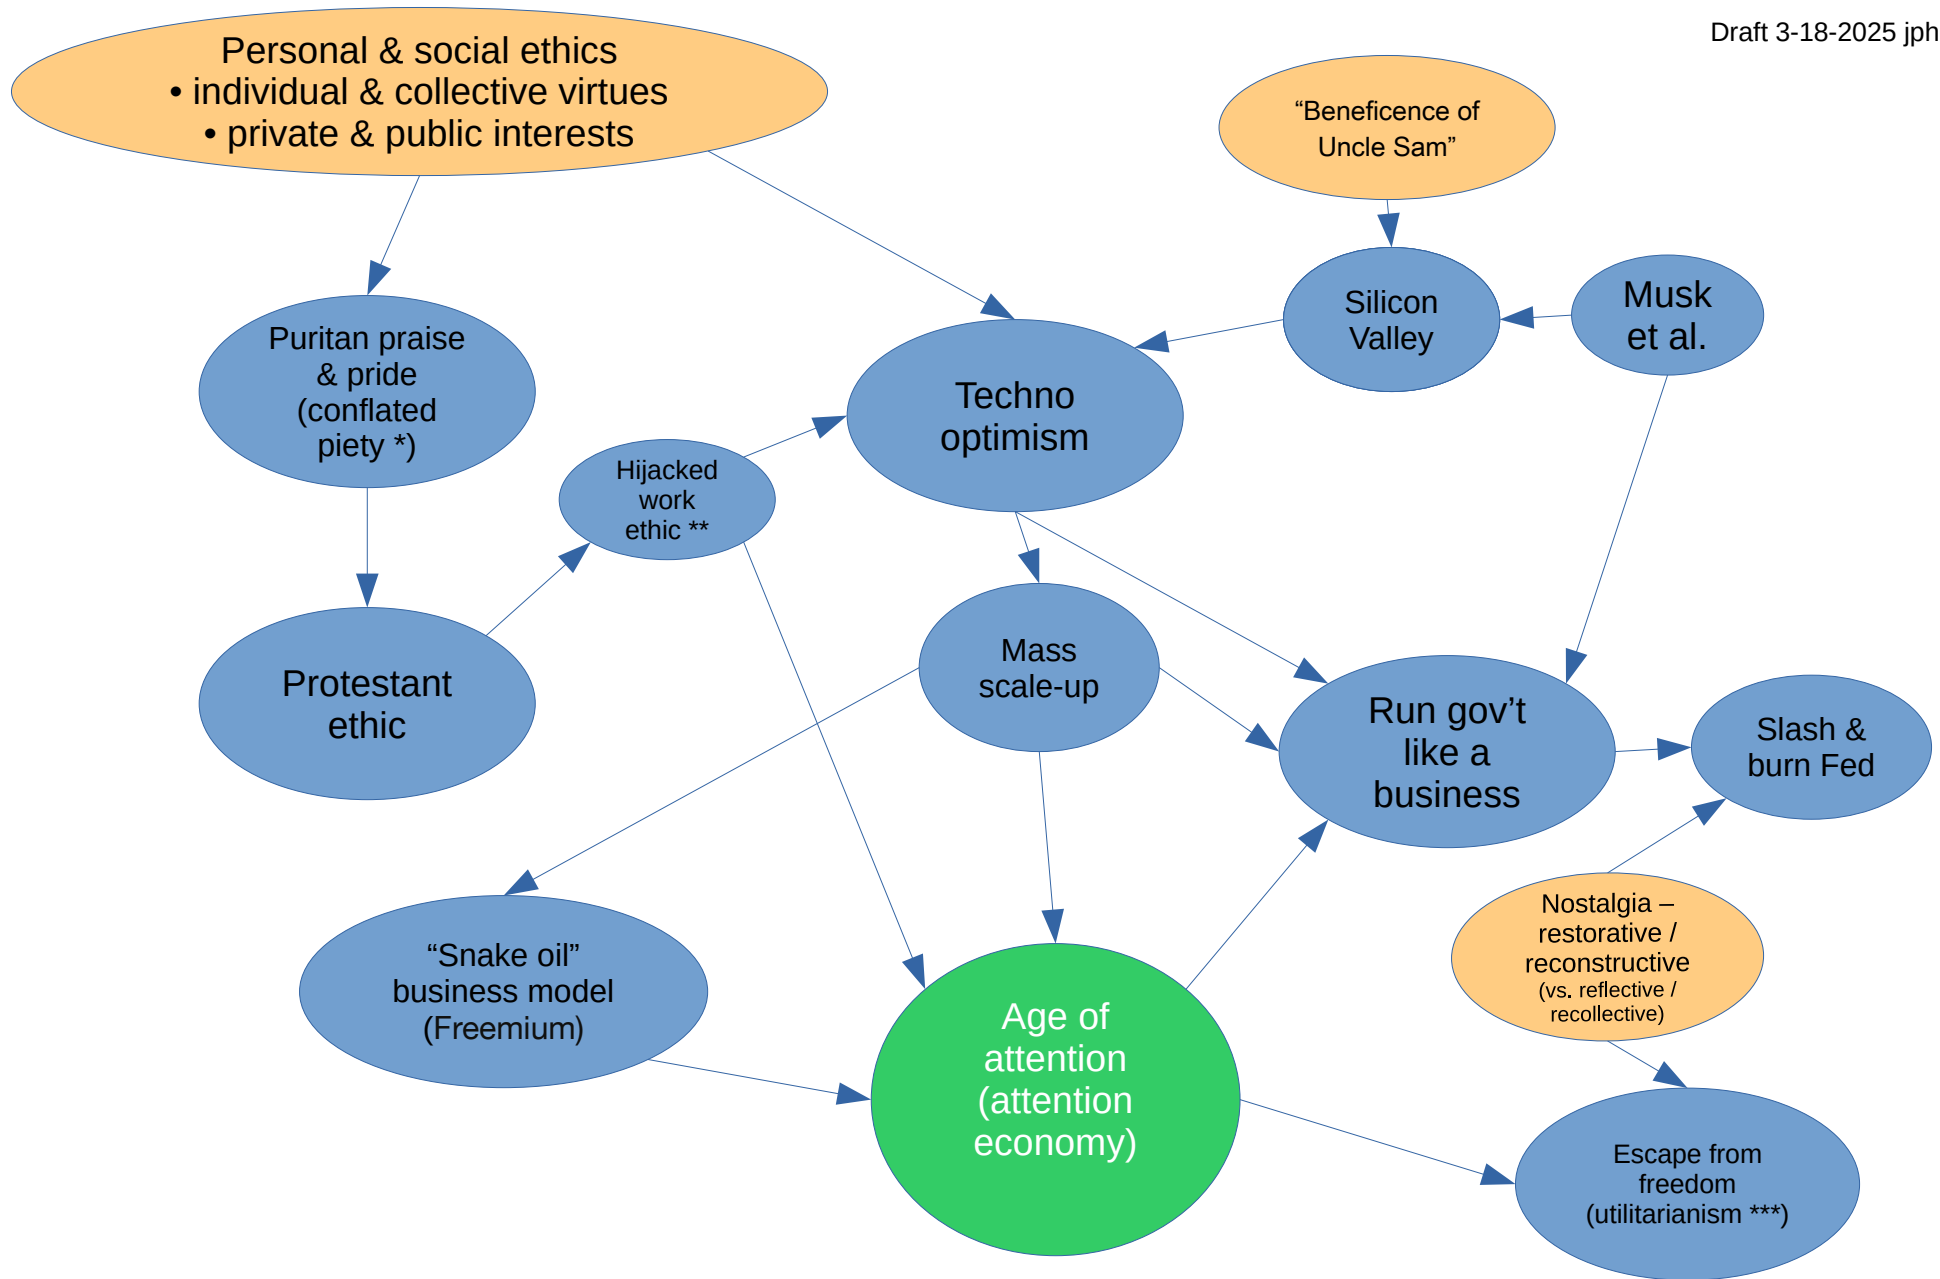 Draft 3-18-2025 jph
Personal & social ethics
• individual & collective virtues
• private & public interests
“Beneficence of
Uncle Sam”
Silicon
Valley
Musk
et al.
Puritan praise
& pride
(conflated
piety *)
Techno
optimism
Hijacked
work
ethic **
Protestant
ethic
Mass
scale-up
Run gov’t
like a
business
Slash &
burn Fed
“Snake oil”
business model
(Freemium)
Nostalgia –
restorative /
reconstructive
(vs. reflective /
recollective)
Age of
attention
(attention
economy)
Escape from
freedom
(utilitarianism ***)